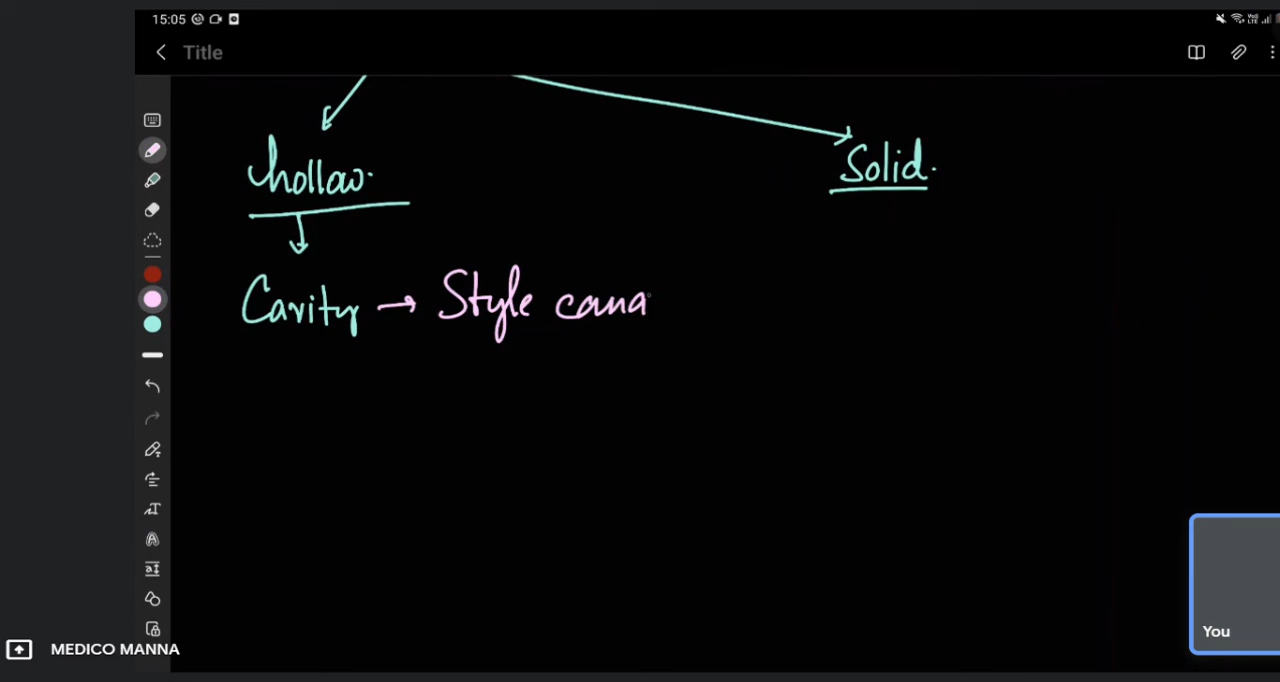 15:05
Title
hollow.
Solid.
Cavity → Style cana
You
MEDICO MANNA